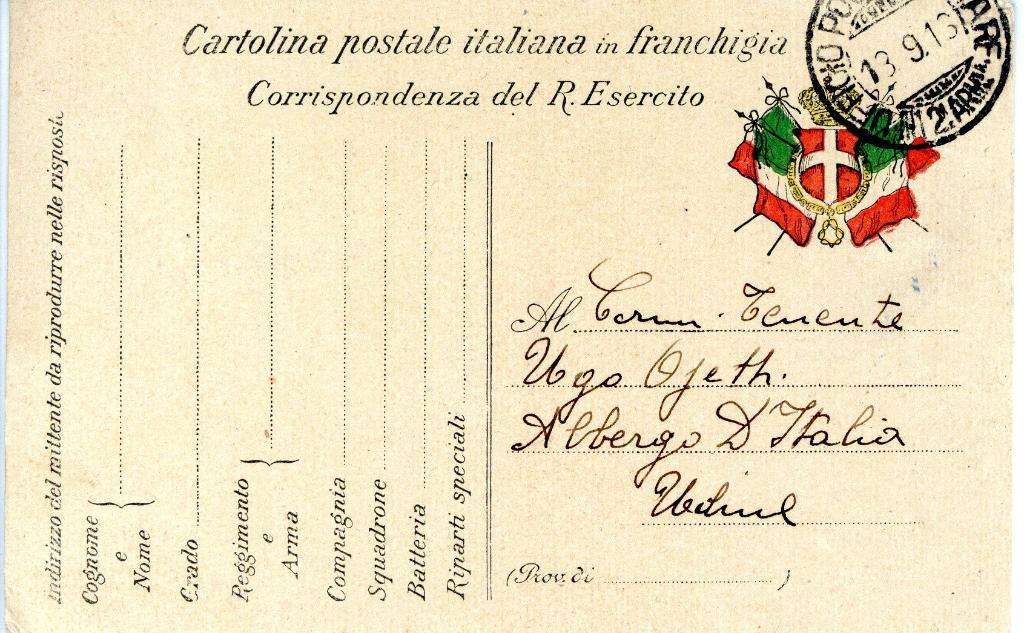 Cartolina postale italiana in franchigia
Corrispondenza del R. Esercito
13.9.16
2ª ARMATA
Indirizzo del mittente da riprodurre nelle risposte
Cognome
e
Nome
Grado
Reggimento
e
Arma
Compagnia
Squadrone
Batteria
Riparti speciali
Al Tenente
Ugo Ojetti
Albergo D'Italia
Udine
(Prov. di )